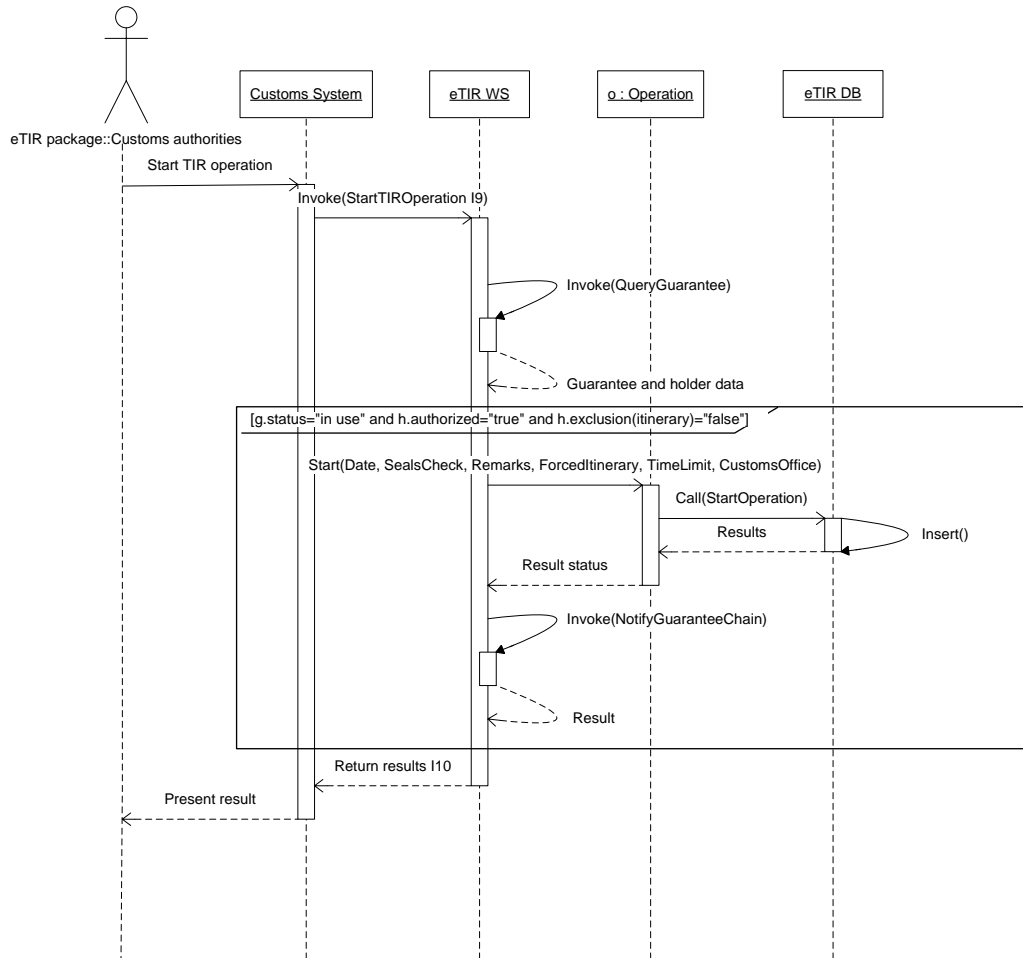 Customs System
eTIR WS
o : Operation
eTIR DB
eTIR package::Customs authorities
Start TIR operation
Invoke(StartTIROperation I9)
Invoke(QueryGuarantee)
Guarantee and holder data
[g.status="in use" and h.authorized="true" and h.exclusion(itinerary)="false"]
Start(Date, SealsCheck, Remarks, ForcedItinerary, TimeLimit, CustomsOffice)
Call(StartOperation)
Results
Insert()
Result status
Invoke(NotifyGuaranteeChain)
Result
Return results I10
Present result